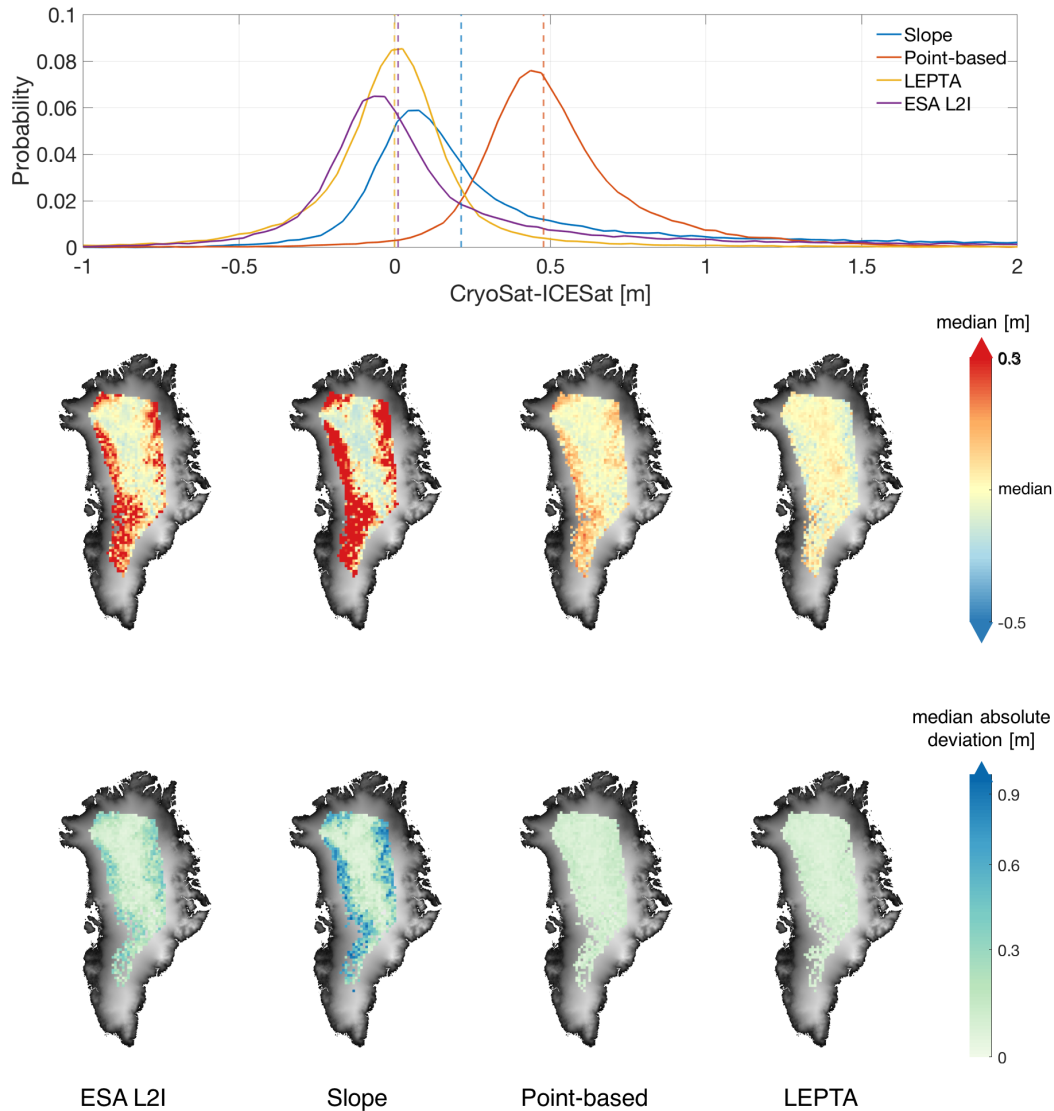 0.1
0.08
0.06
0.04
0.02
0
Probability
Slope
Point-based
LEPTA
ESA L2I
-1
-0.5
0
0.5
1
1.5
2
CryoSat-ICESat [m]
median [m]
median
-0.5
median absolute
deviation [m]
0.9
0.6
0.3
0
ESA L2I
Slope
Point-based
LEPTA